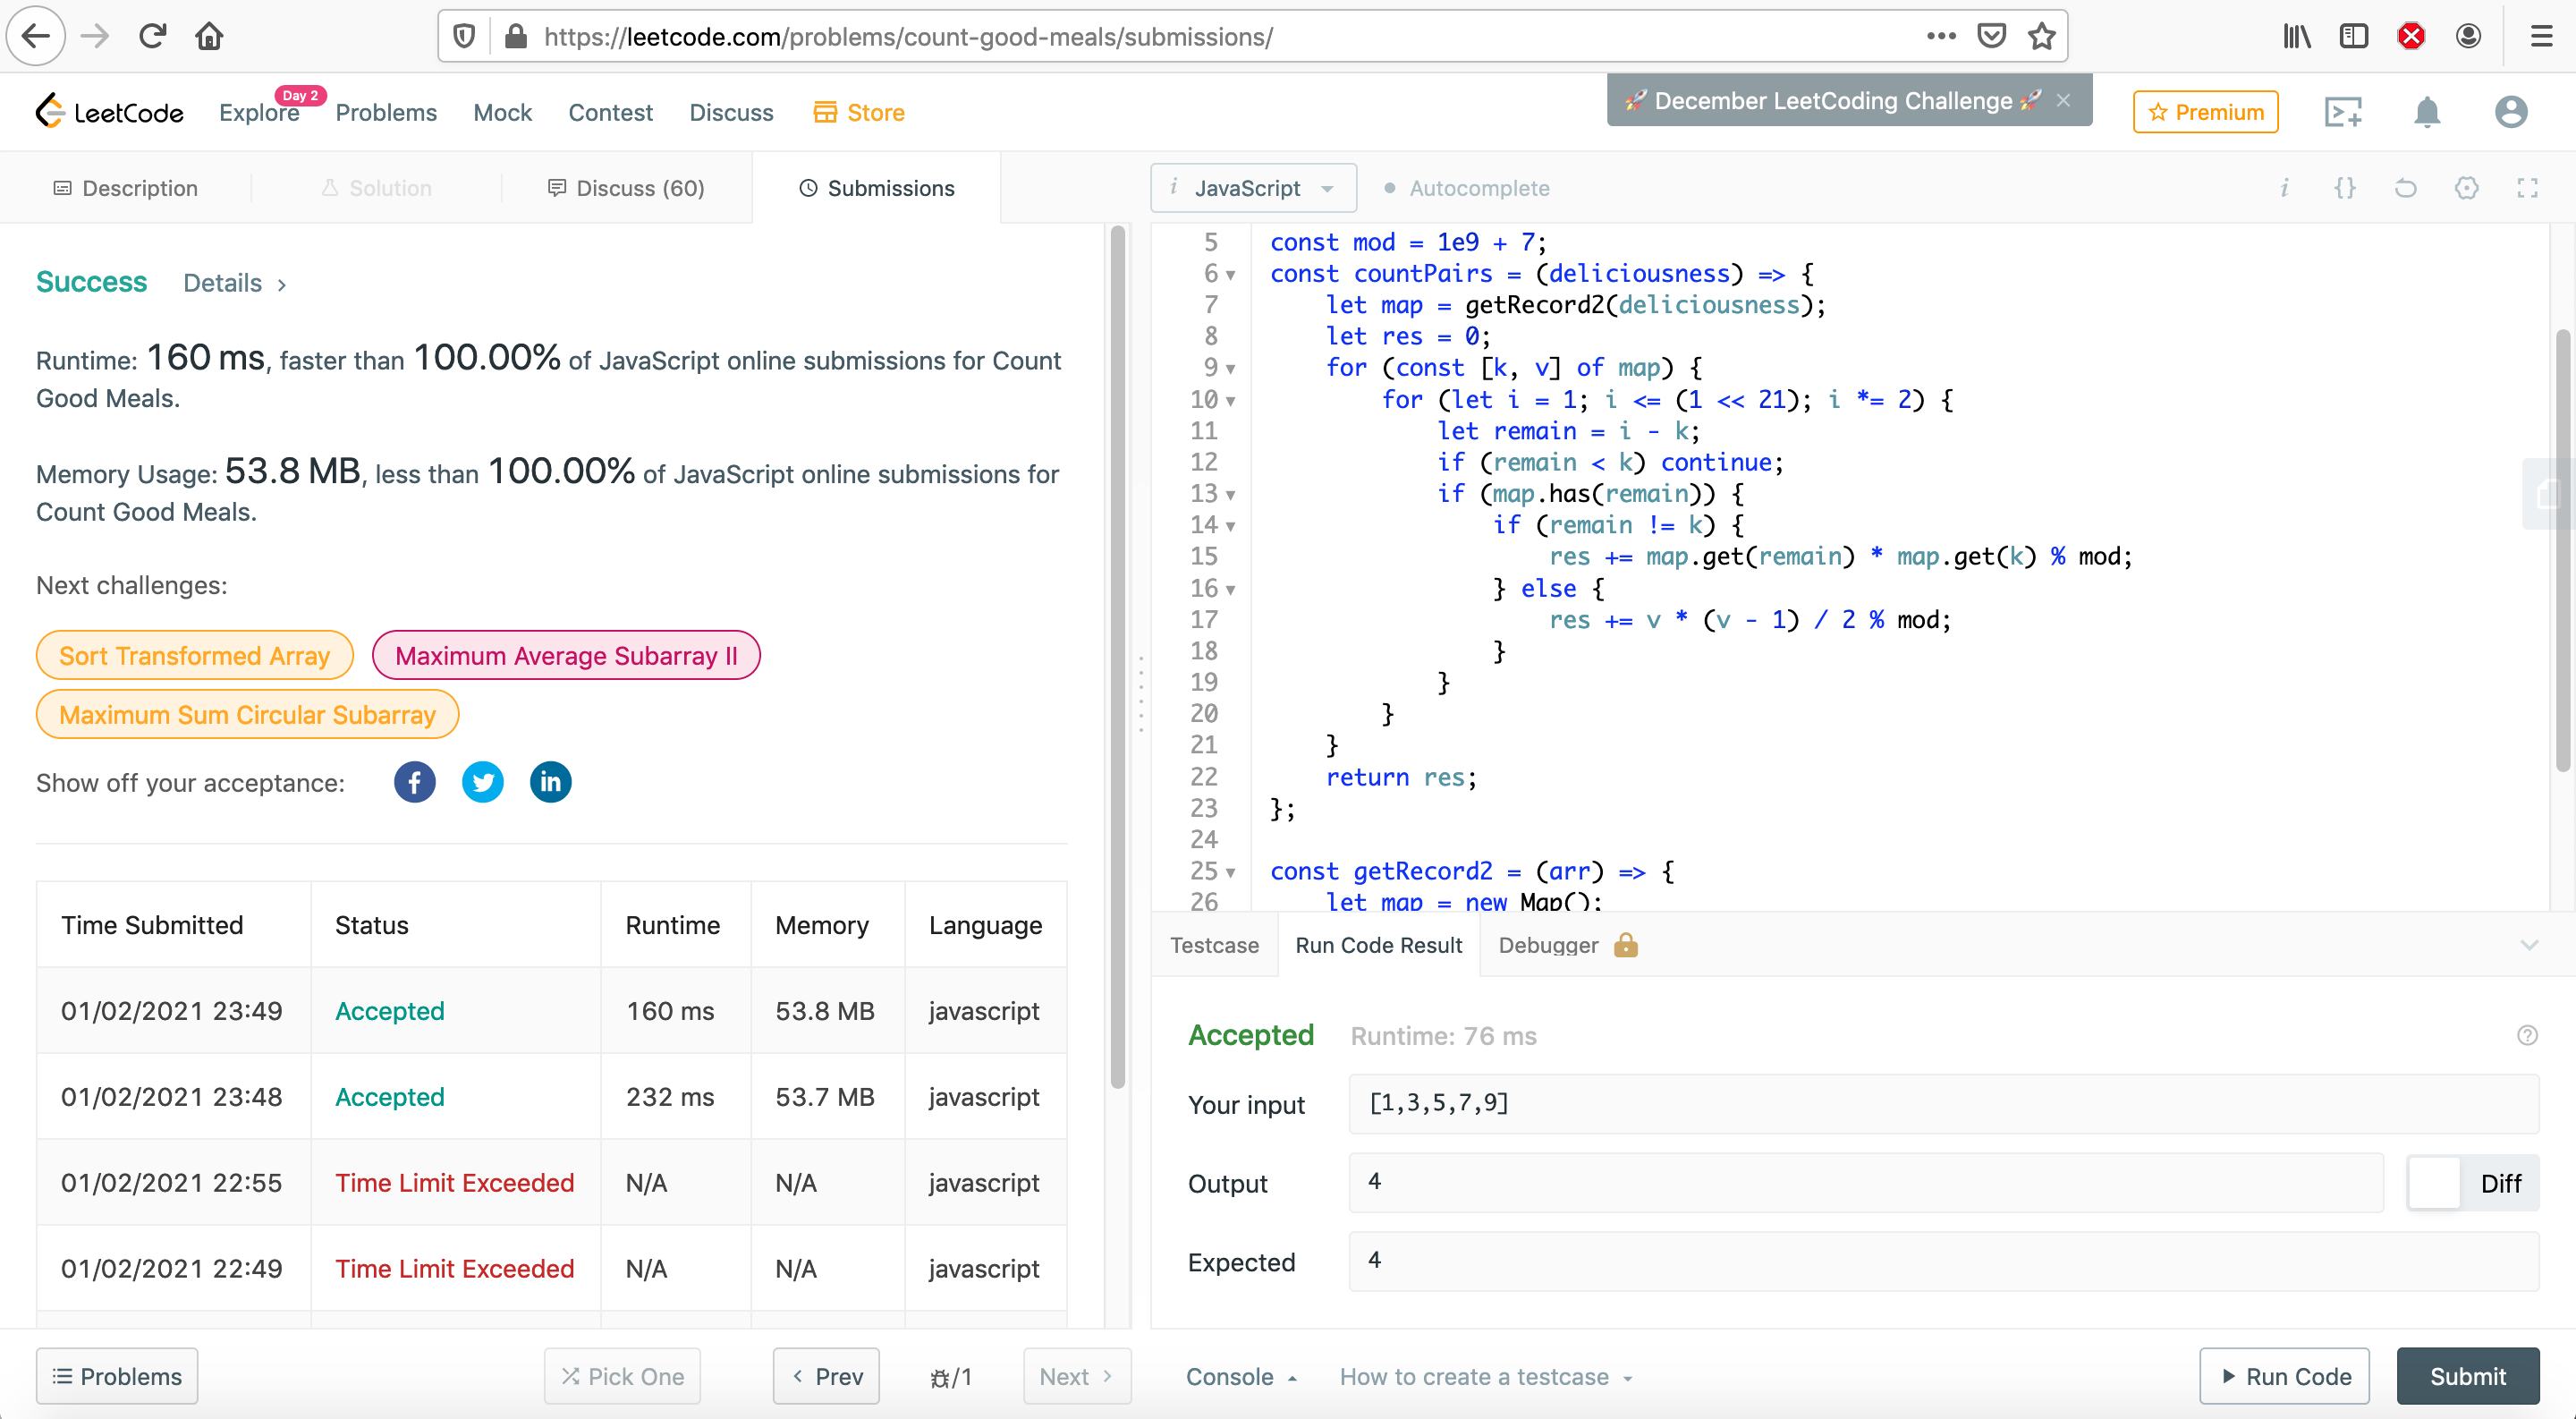 https://leetcode.com/problems/count-good-meals/submissions/
LeetCode
Explore
Day 2
Problems
Mock
Contest
Discuss
Store
🚀 December LeetCoding Challenge 🚀 ×
Premium
Description
Solution
Discuss (60)
Submissions
i JavaScript
Autocomplete
i {}
Success Details >
Runtime: 160 ms, faster than 100.00% of JavaScript online submissions for Count
Good Meals.
Memory Usage: 53.8 MB, less than 100.00% of JavaScript online submissions for
Count Good Meals.
Next challenges:
Sort Transformed Array
Maximum Average Subarray II
Maximum Sum Circular Subarray
Show off your acceptance:
Time Submitted Status Runtime Memory Language
01/02/2021 23:49 Accepted 160 ms 53.8 MB javascript
01/02/2021 23:48 Accepted 232 ms 53.7 MB javascript
01/02/2021 22:55 Time Limit Exceeded N/A N/A javascript
01/02/2021 22:49 Time Limit Exceeded N/A N/A javascript
5 const mod = 1e9 + 7;
6 const countPairs = (deliciousness) => {
7 let map = getRecord2(deliciousness);
8 let res = 0;
9 for (const [k, v] of map) {
10 for (let i = 1; i <= (1 << 21); i *= 2) {
11 let remain = i - k;
12 if (remain < k) continue;
13 if (map.has(remain)) {
14 if (remain != k) {
15 res += map.get(remain) * map.get(k) % mod;
16 } else {
17 res += v * (v - 1) / 2 % mod;
18 }
19 }
20 }
21 }
22 return res;
23 };
24
25 const getRecord2 = (arr) => {
26 let map = new Map();
Testcase
Run Code Result
Debugger
Accepted Runtime: 76 ms
Your input [1,3,5,7,9]
Output 4
Diff
Expected 4
Problems
Pick One
Prev
/1
Next
Console
How to create a testcase
Run Code
Submit